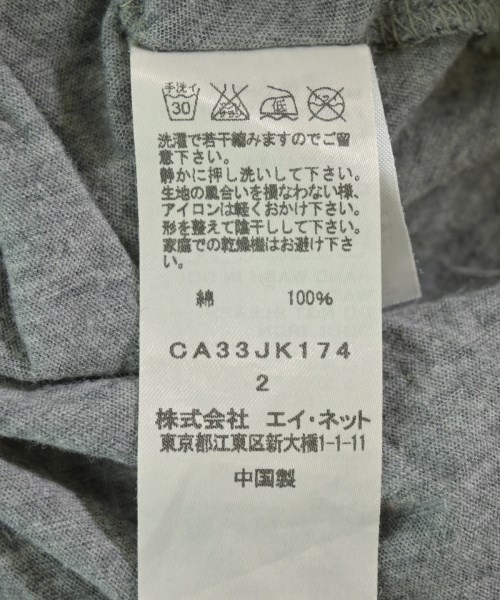 手洗イ
30
低
洗濯で若干縮みますのでご留
意下さい。
静かに押し洗いして下さい。
生地の風合いを損なわない様、
アイロンは軽くおかけ下さい。
形を整えて陰干しして下さい。
家庭での乾燥機はお避け下さ
い。
綿 100%
CA33JK174
2
株式会社 エイ・ネット
東京都江東区新大橋1-1-11
中国製